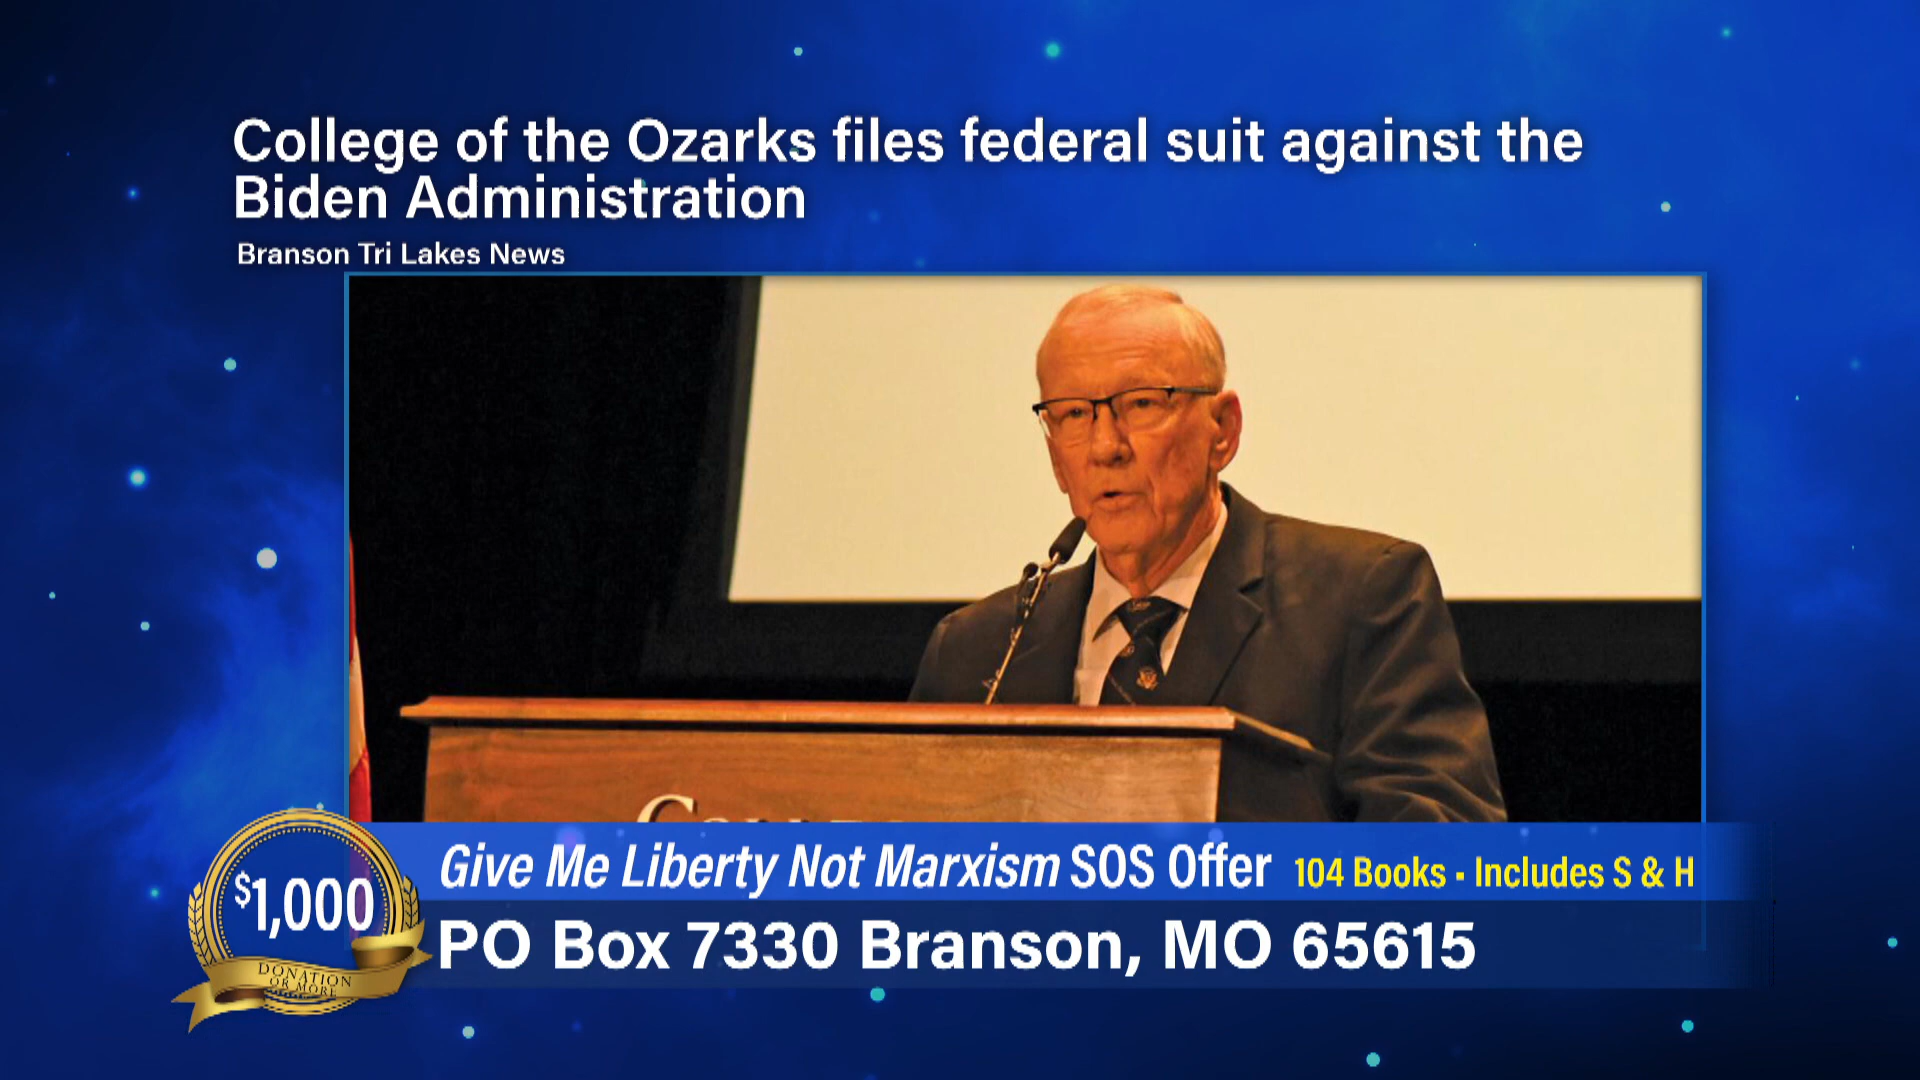 College of the Ozarks files federal suit against the
Biden Administration
Branson Tri Lakes News
Give Me Liberty Not Marxism SOS Offer 104 Books - Includes S & H
$1,000
PO Box 7330 Branson, MO 65615
DONATION
OR MORE